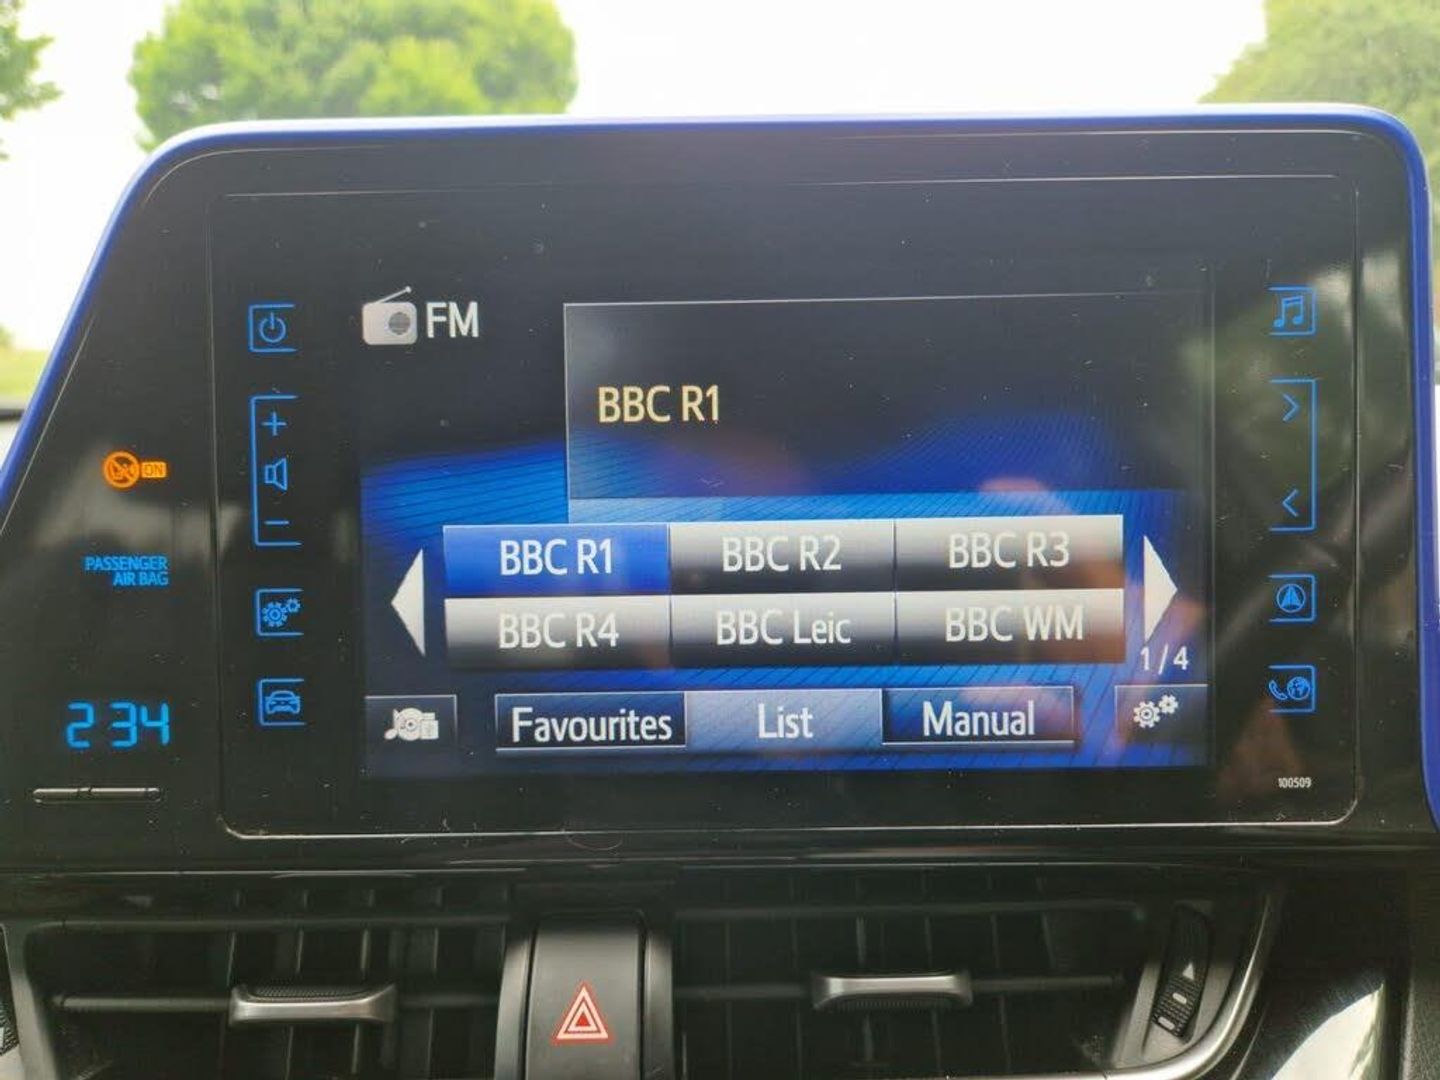 FM
BBC R1
ON
PASSENGER
AIR BAG
BBC R1 BBC R2 BBC R3
BBC R4 BBC Leic BBC WM
1/4
2:34
Favourites List Manual
100509